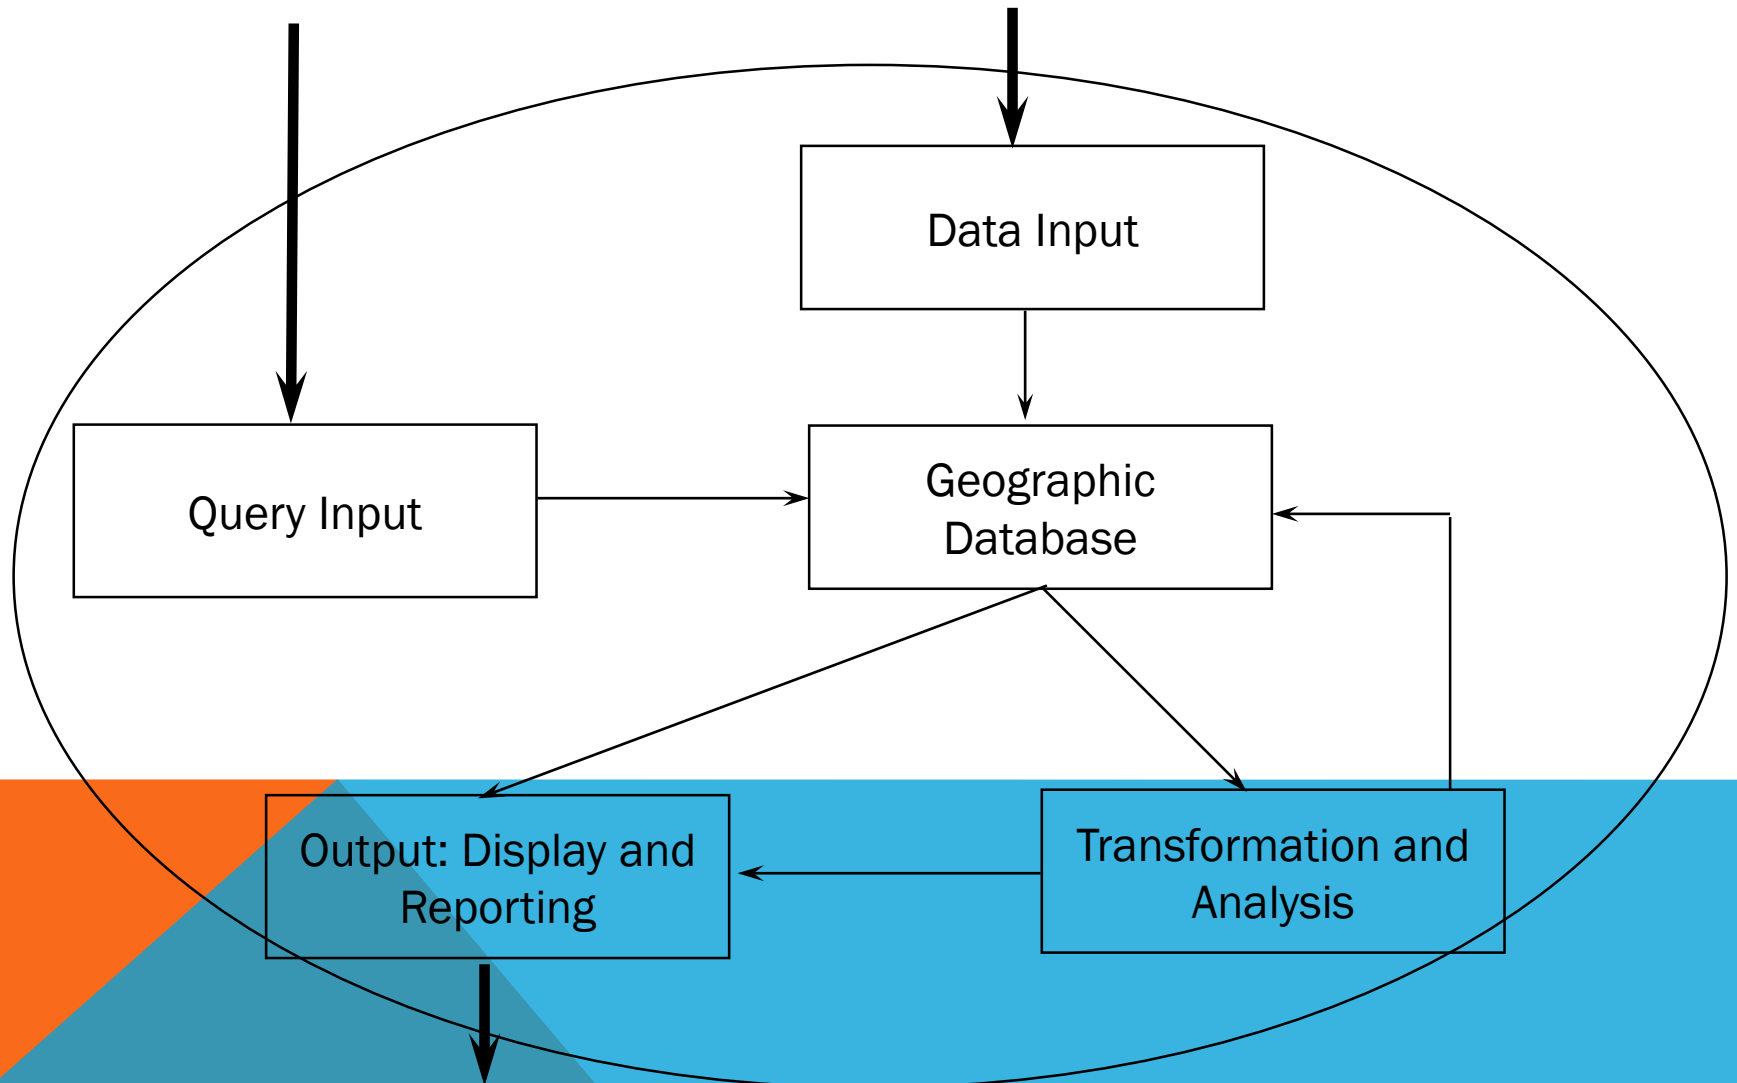 Data Input
Query Input
Geographic
Database
Output: Display and
Reporting
Transformation and
Analysis